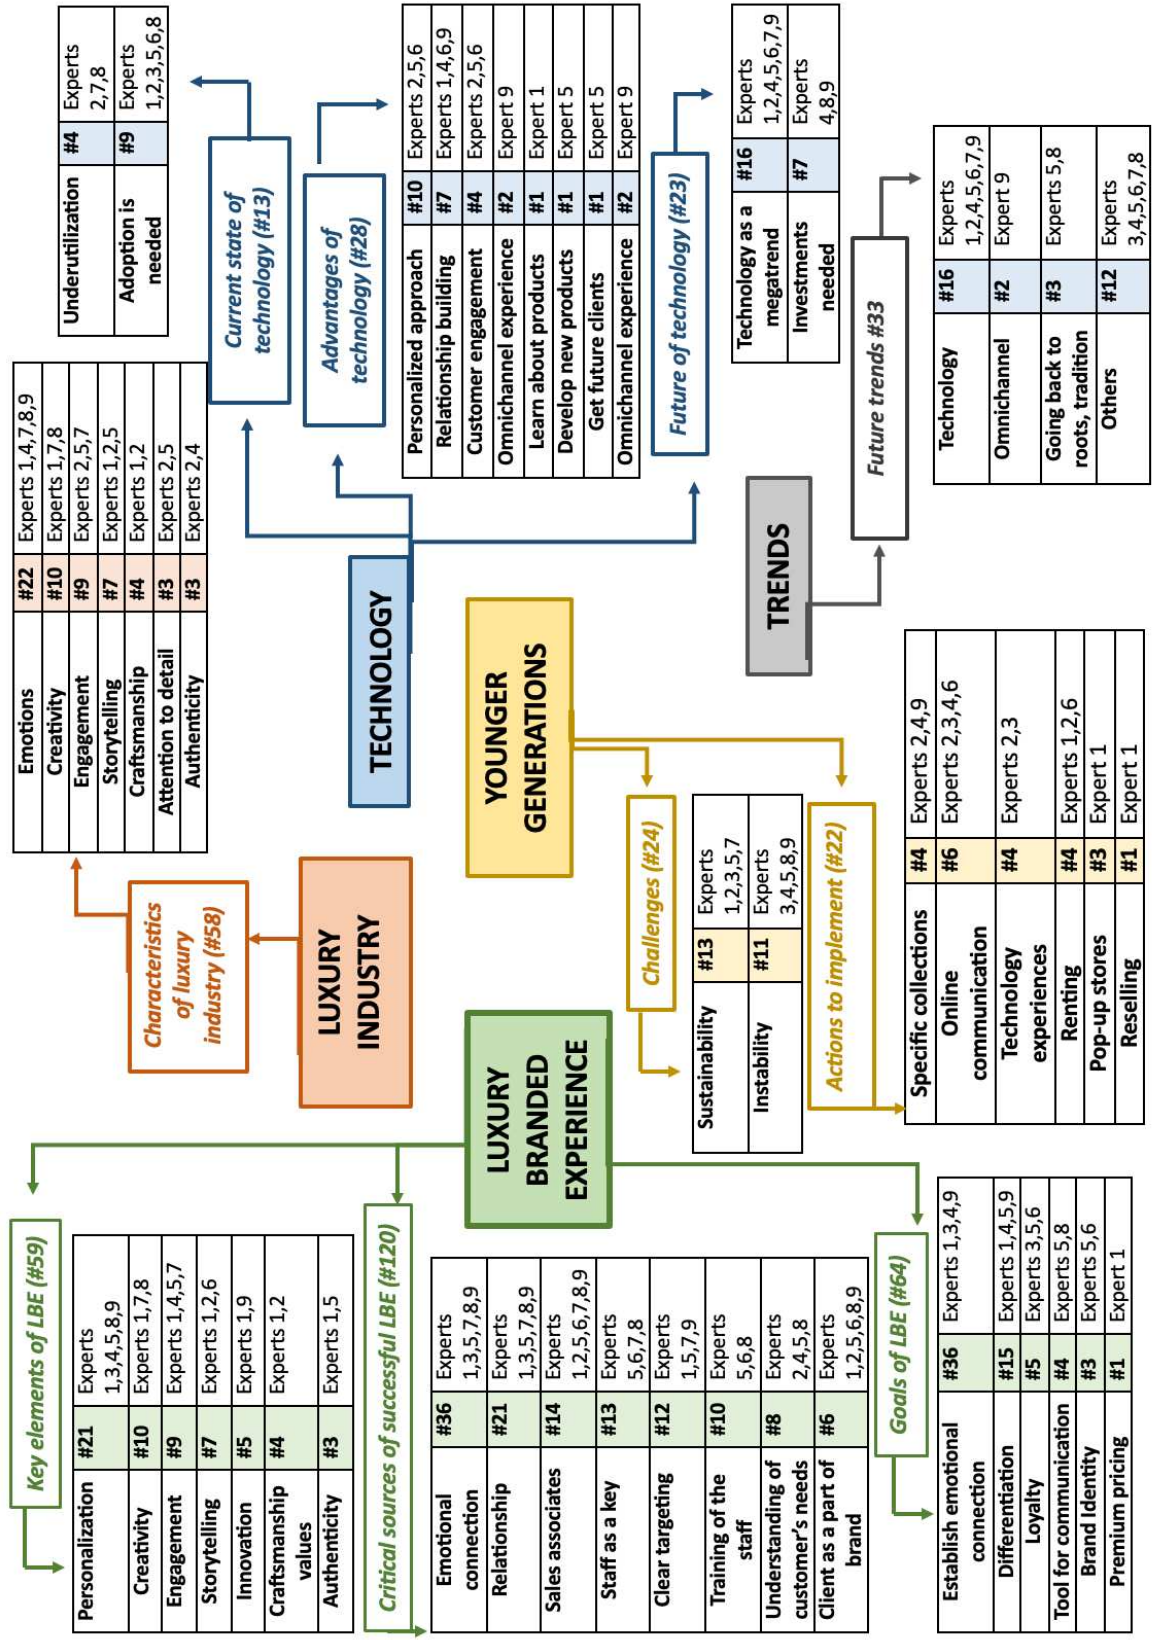 Key elements of LBE (#59)
Personalization #21 Experts
1,3,4,5,8,9
Creativity #10 Experts 1,7,8
Engagement #9 Experts 1,4,5,7
Storytelling #7 Experts 1,2,6
Innovation #5 Experts 1,9
Craftsmanship #4 Experts 1,2
values
Authenticity #3 Experts 1,5
Critical sources of successful LBE (#120)
Emotional #36 Experts
connection 1,3,5,7,8,9
Relationship #21 Experts
1,3,5,7,8,9
Sales associates #14 Experts
1,2,5,6,7,8,9
Staff as a key #13 Experts
5,6,7,8
Clear targeting #12 Experts
1,5,7,9
Training of the #10 Experts
staff 5,6,8
Understanding of #8 Experts
customer's needs 2,4,5,8
Client as a part of #6 Experts
brand 1,2,5,6,8,9
Goals of LBE (#64)
Establish emotional #36 Experts 1,3,4,9
connection
Differentiation #15 Experts 1,4,5,9
Loyalty #5 Experts 3,5,6
Tool for communication #4 Experts 5,8
Brand Identity #3 Experts 5,6
Premium pricing #1 Expert 1
LUXURY
BRANDED
EXPERIENCE
LUXURY
INDUSTRY
Characteristics
of luxury
industry (#58)
Emotions #22 Experts 1,4,7,8,9
Creativity #10 Experts 1,7,8
Engagement #9 Experts 2,5,7
Storytelling #7 Experts 1,2,5
Craftsmanship #4 Experts 1,2
Attention to detail #3 Experts 2,5
Authenticity #3 Experts 2,4
YOUNGER
GENERATIONS
Challenges (#24)
Sustainability #13 Experts
1,2,3,5,7
Instability #11 Experts
3,4,5,8,9
Actions to implement (#22)
Specific collections #4 Experts 2,4,9
Online #6 Experts 2,3,4,6
communication
Technology #4 Experts 2,3
experiences
Renting #4 Experts 1,2,6
Pop-up stores #3 Expert 1
Reselling #1 Expert 1
TECHNOLOGY
Current state of
technology (#13)
Underutilization #4 Experts
2,7,8
Adoption is #9 Experts
needed 1,2,3,5,6,8
Advantages of
technology (#28)
Personalized approach #10 Experts 2,5,6
Relationship building #7 Experts 1,4,6,9
Customer engagement #4 Experts 2,5,6
Omnichannel experience #2 Expert 9
Learn about products #1 Expert 1
Develop new products #1 Expert 5
Get future clients #1 Expert 5
Omnichannel experience #2 Expert 9
Future of technology (#23)
Technology as a #16 Experts
megatrend 1,2,4,5,6,7,9
Investments #7 Experts
needed 4,8,9
TRENDS
Future trends #33
Technology #16 Experts
1,2,4,5,6,7,9
Omnichannel #2 Expert 9
Going back to #3 Experts 5,8
roots, tradition
Others #12 Experts
3,4,5,6,7,8